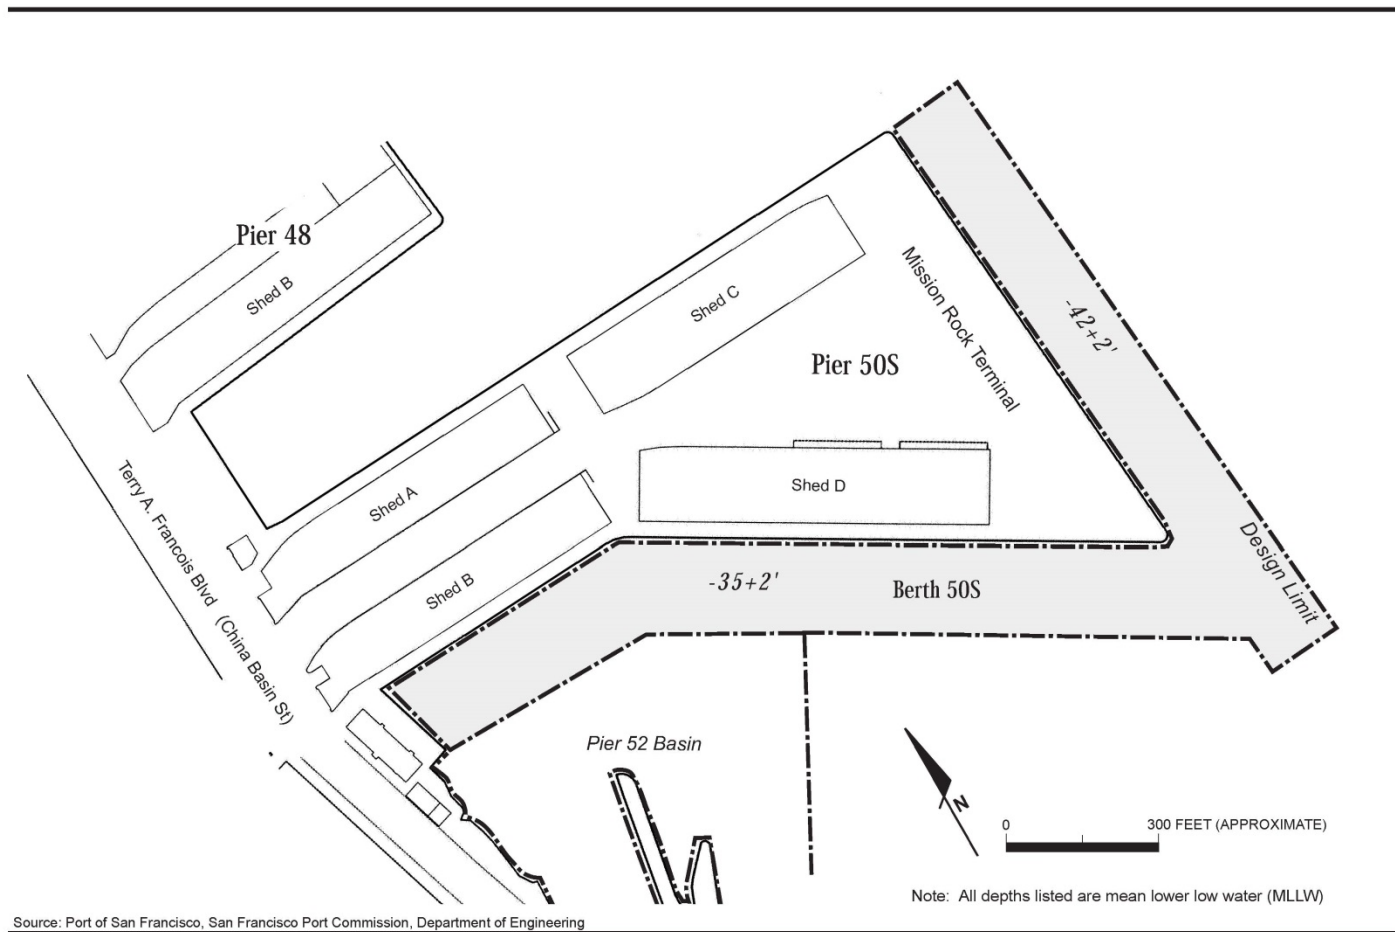 Pier 48
Shed B
Shed C
Mission Rock Terminal
-42+2'
Pier 50S
Shed A
Shed D
Terry A. Francois Blvd (China Basin St)
Shed B
-35+2'
Berth 50S
Design Limit
Pier 52 Basin
N
0 300 FEET (APPROXIMATE)
Note: All depths listed are mean lower low water (MLLW)
Source: Port of San Francisco, San Francisco Port Commission, Department of Engineering